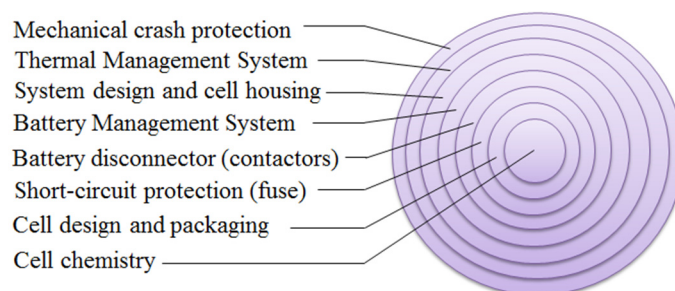 Mechanical crash protection
Thermal Management System
System design and cell housing
Battery Management System
Battery disconnector (contactors)
Short-circuit protection (fuse)
Cell design and packaging
Cell chemistry